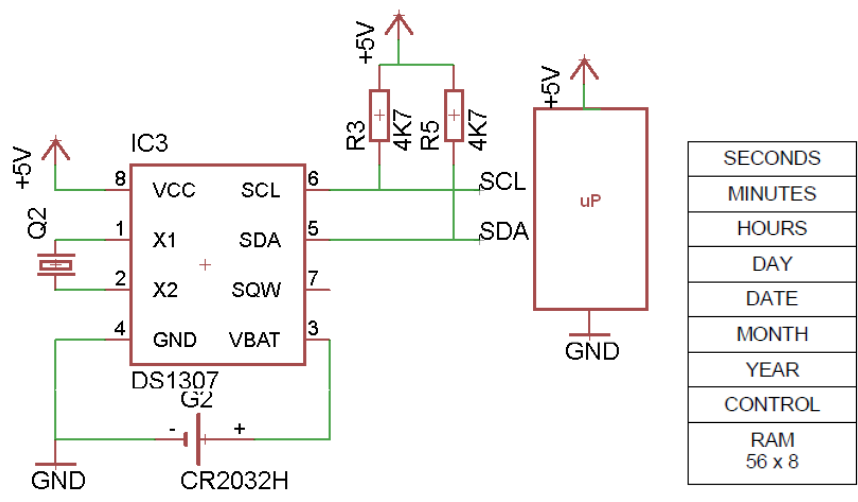 +5V
R3
4K7
R5
4K7
+5V
IC3
+5V
8
VCC
SCL
6
SCL
Q2
1
X1
SDA
5
SDA
uP
2
X2
SQW
7
4
GND
VBAT
3
GND
DS1307
G2
-
+
GND
CR2032H
SECONDS
MINUTES
HOURS
DAY
DATE
MONTH
YEAR
CONTROL
RAM
56 x 8